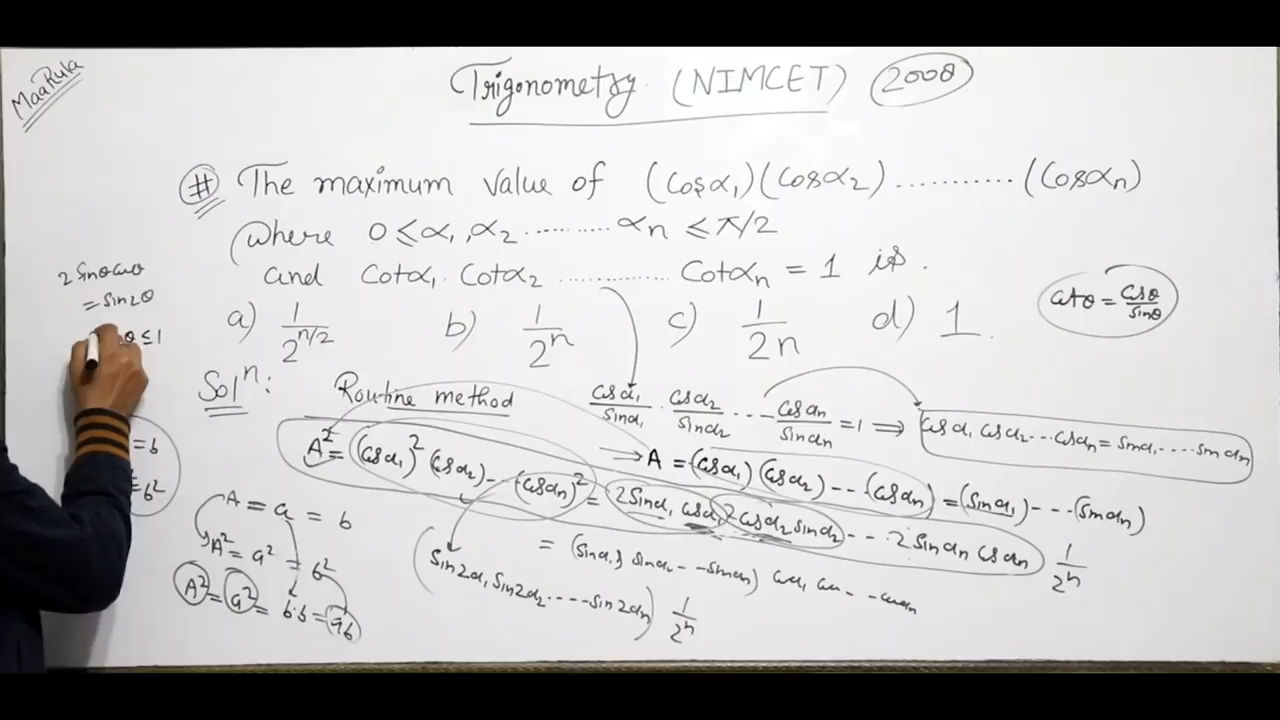 MaaRula
Trigonometry (NIMCET) 2008
# The maximum value of (Cosα₁)(Cosα₂) ............ (Cosαₙ)
where 0 ≤ α₁, α₂ ............ αₙ ≤ π/2
and Cotα₁. Cotα₂ ............ Cotαₙ = 1 is.
a) 1/2^(n/2) b) 1/2ⁿ c) 1/2n d) 1.
cotθ = cosθ/sinθ
2 sinθ cosθ
= sin2θ
θ ≤ 1
Solⁿ:
Routine method
cosα₁/sinα₁ . cosα₂/sinα₂ --- cosαₙ/sinαₙ = 1 ⇒ cosα₁ cosα₂ --- cosαₙ = sinα₁ ---- sinαₙ
→ A = (cosα₁)(cosα₂) --- (cosαₙ) = (sinα₁) --- (sinαₙ)
A² = (cosα₁)² (cosα₂) -- (cosαₙ)² = 2sinα₁ cosα₁ 2cosα₂ sinα₂ --- 2sinαₙ cosαₙ 1/2ⁿ
= (sinα₁ sinα₂ --- sinαₙ) cosα₁ cos -- - cosαₙ
(sin2α₁ sin2α₂ ----- sin2αₙ) 1/2ⁿ
= b
= b²
A = a = b
A² = a² = b²
A² = a² = b.b = ab